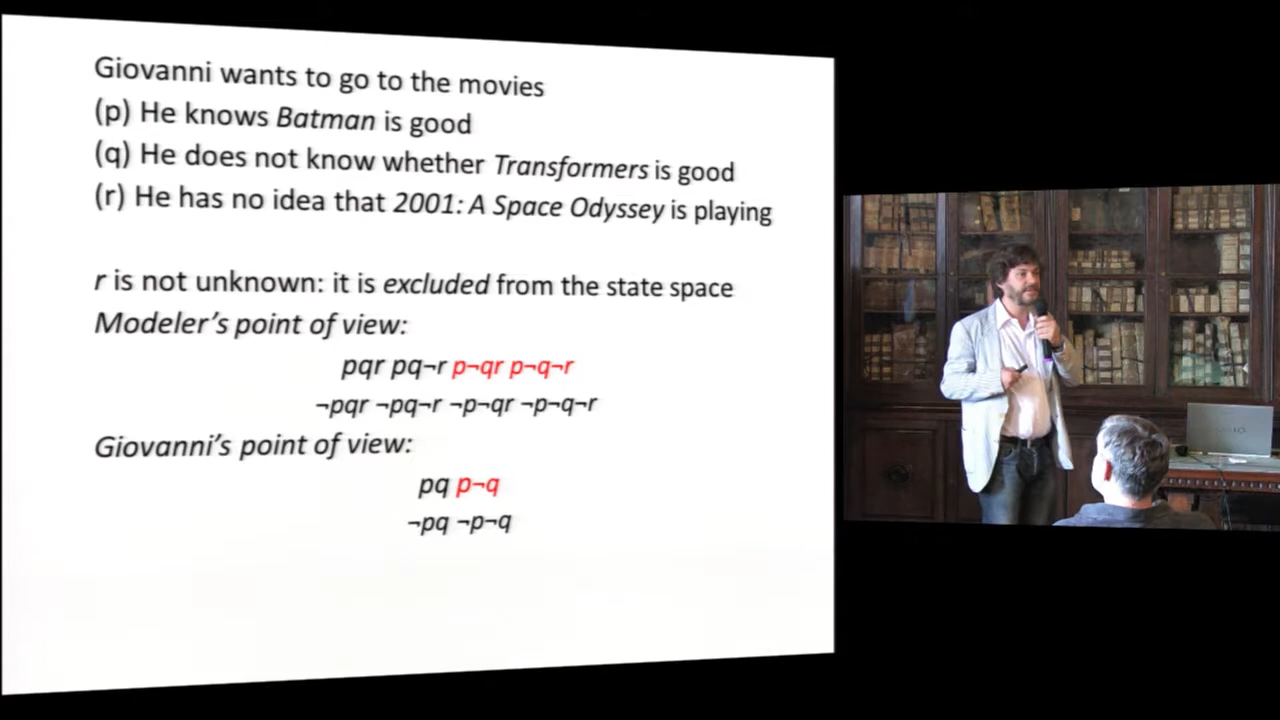 Giovanni wants to go to the movies
(p) He knows Batman is good
(q) He does not know whether Transformers is good
(r) He has no idea that 2001: A Space Odyssey is playing
r is not unknown: it is excluded from the state space
Modeler's point of view:
pqr pq¬r p¬qr p¬q¬r
¬pqr ¬pq¬r ¬p¬qr ¬p¬q¬r
Giovanni's point of view:
pq p¬q
¬pq ¬p¬q